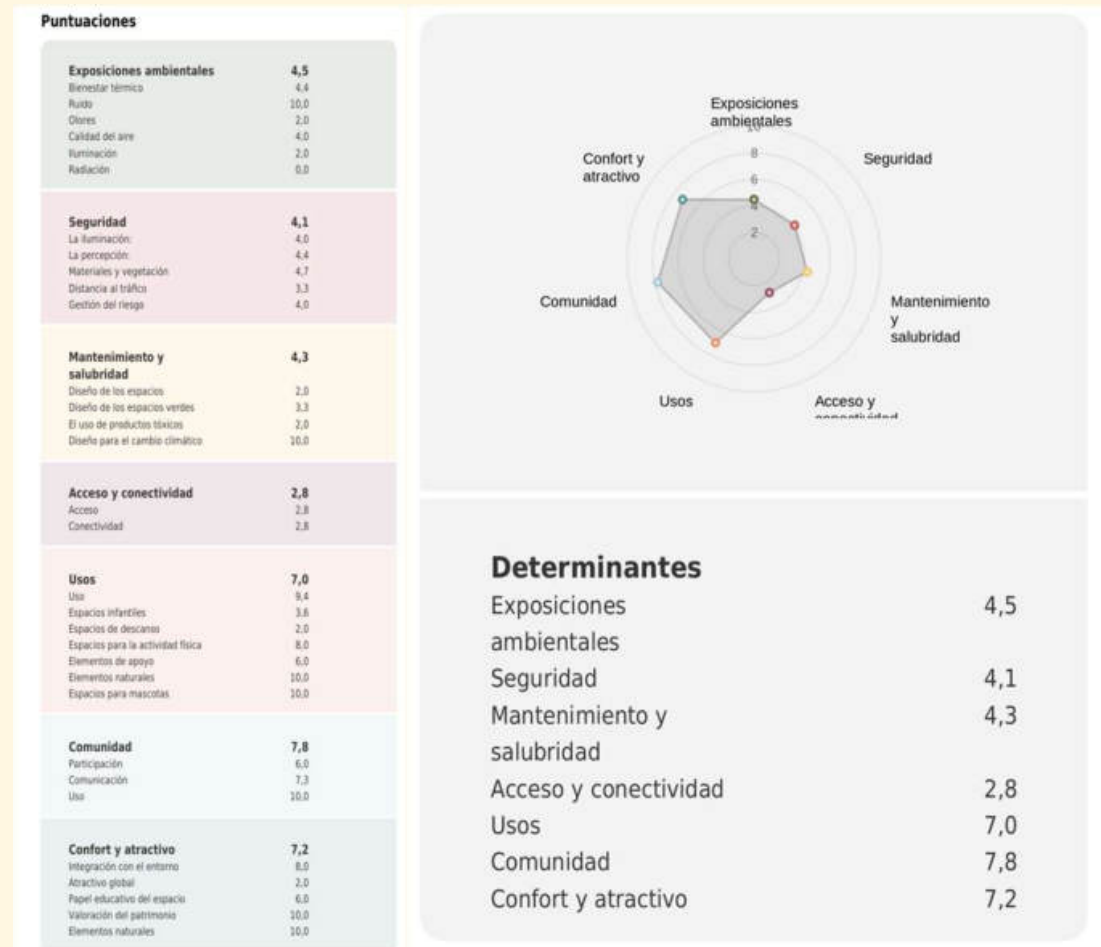 Puntuaciones
Exposiciones ambientales 4,5
Bienestar térmico 4,4
Ruido 10,0
Olores 2,0
Calidad del aire 4,0
Iluminación 2,0
Radiación 0,0
Seguridad 4,1
La iluminación: 4,0
La percepción: 4,4
Materiales y vegetación 4,7
Distancia al tráfico 3,3
Gestión del riesgo 4,0
Mantenimiento y 4,3
salubridad
Diseño de los espacios 2,0
Diseño de los espacios verdes 3,3
El uso de productos tóxicos 2,0
Diseño para el cambio climático 10,0
Acceso y conectividad 2,8
Acceso 2,8
Conectividad 2,8
Usos 7,0
Uso 9,4
Espacios infantiles 3,6
Espacios de descanso 2,0
Espacios para la actividad física 8,0
Elementos de apoyo 6,0
Elementos naturales 10,0
Espacios para mascotas 10,0
Comunidad 7,8
Participación 6,0
Comunicación 7,3
Uso 10,0
Confort y atractivo 7,2
Integración con el entorno 8,0
Atractivo global 2,0
Papel educativo del espacio 6,0
Valoración del patrimonio 10,0
Elementos naturales 10,0
Exposiciones
ambientales
10
8
6
4
2
Seguridad
Mantenimiento
y
salubridad
Acceso y
conectividad
Usos
Comunidad
Confort y
atractivo
Determinantes
Exposiciones 4,5
ambientales
Seguridad 4,1
Mantenimiento y 4,3
salubridad
Acceso y conectividad 2,8
Usos 7,0
Comunidad 7,8
Confort y atractivo 7,2